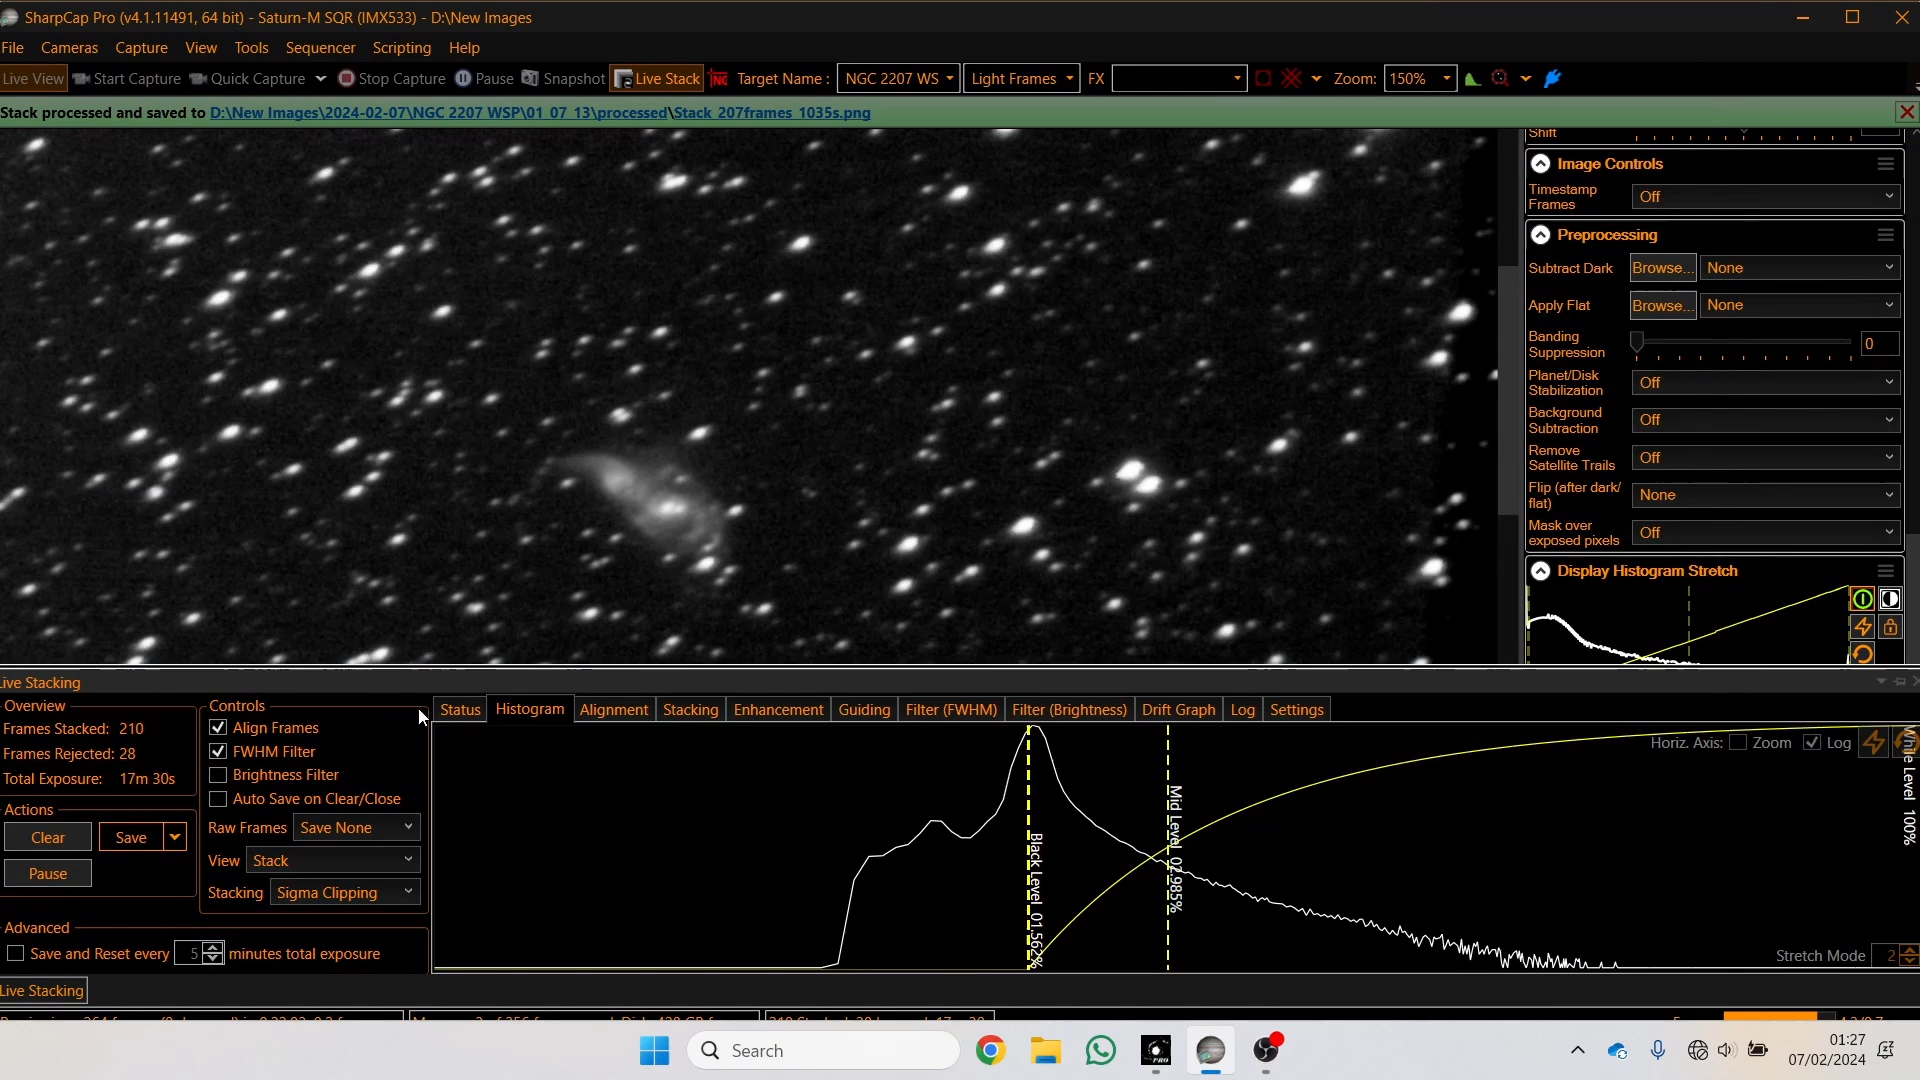 SharpCap Pro (v4.1.11491, 64 bit) - Saturn-M SQR (IMX533) - D:\New Images
File Cameras Capture View Tools Sequencer Scripting Help
Live View Start Capture Quick Capture Stop Capture Pause Snapshot Live Stack Target Name : NGC 2207 WS Light Frames FX Zoom: 150%
Stack processed and saved to D:\New Images\2024-02-07\NGC 2207 WSP\01_07_13\processed\Stack_207frames_1035s.png
Shift
Image Controls
Timestamp Frames Off
Preprocessing
Subtract Dark Browse... None
Apply Flat Browse... None
Banding Suppression 0
Planet/Disk Stabilization Off
Background Subtraction Off
Remove Satellite Trails Off
Flip (after dark/ flat) None
Mask over exposed pixels Off
Display Histogram Stretch
Live Stacking
Overview
Frames Stacked: 210
Frames Rejected: 28
Total Exposure: 17m 30s
Actions
Clear Save
Pause
Controls
Align Frames
FWHM Filter
Brightness Filter
Auto Save on Clear/Close
Raw Frames Save None
View Stack
Stacking Sigma Clipping
Advanced
Save and Reset every 5 minutes total exposure
Status Histogram Alignment Stacking Enhancement Guiding Filter (FWHM) Filter (Brightness) Drift Graph Log Settings
Horiz. Axis: Zoom Log
Black Level 01.562%
Mid Level 02.985%
White Level 100%
Stretch Mode 2
Live Stacking
Search
PRO
01:27
07/02/2024